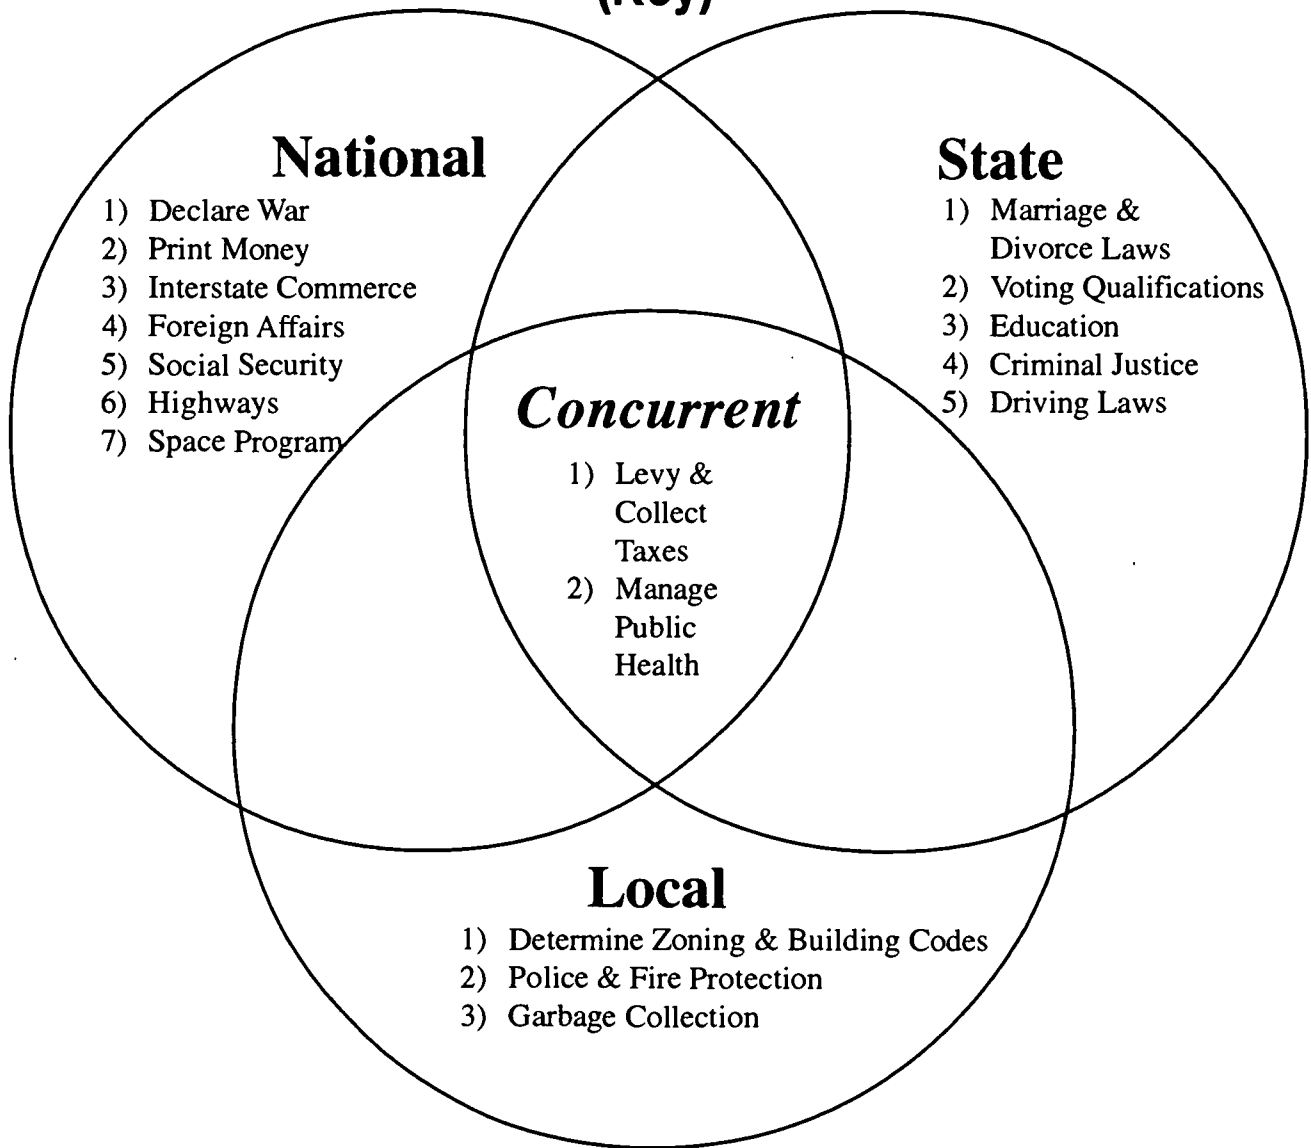 (Key)
National
1) Declare War
2) Print Money
3) Interstate Commerce
4) Foreign Affairs
5) Social Security
6) Highways
7) Space Program
State
1) Marriage &
Divorce Laws
2) Voting Qualifications
3) Education
4) Criminal Justice
5) Driving Laws
Concurrent
1) Levy &
Collect
Taxes
2) Manage
Public
Health
Local
1) Determine Zoning & Building Codes
2) Police & Fire Protection
3) Garbage Collection